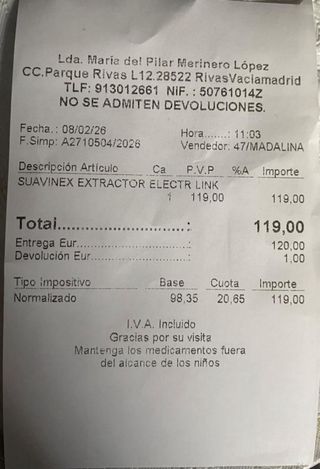 Lda. Maria del Pilar Merinero López
CC.Parque Rivas L12.28522 RivasVaciamadrid
TLF: 913012661 NIF. : 50761014Z
NO SE ADMITEN DEVOLUCIONES.
Fecha.: 08/02/26 Hora.......: 11:03
F.Simp: A2710504/2026 Vendedor: 47/MADALINA
Descripción Artículo Ca P.V.P %A Importe
SUAVINEX EXTRACTOR ELECTR LINK
1 119,00 119,00
Total............................: 119,00
Entrega Eur.......................: 120,00
Devolución Eur....................: 1,00
Tipo Impositivo Base Cuota Importe
Normalizado 98,35 20,65 119,00
I.V.A. Incluido
Gracias por su visita
Mantenga los medicamentos fuera
del alcance de los niños